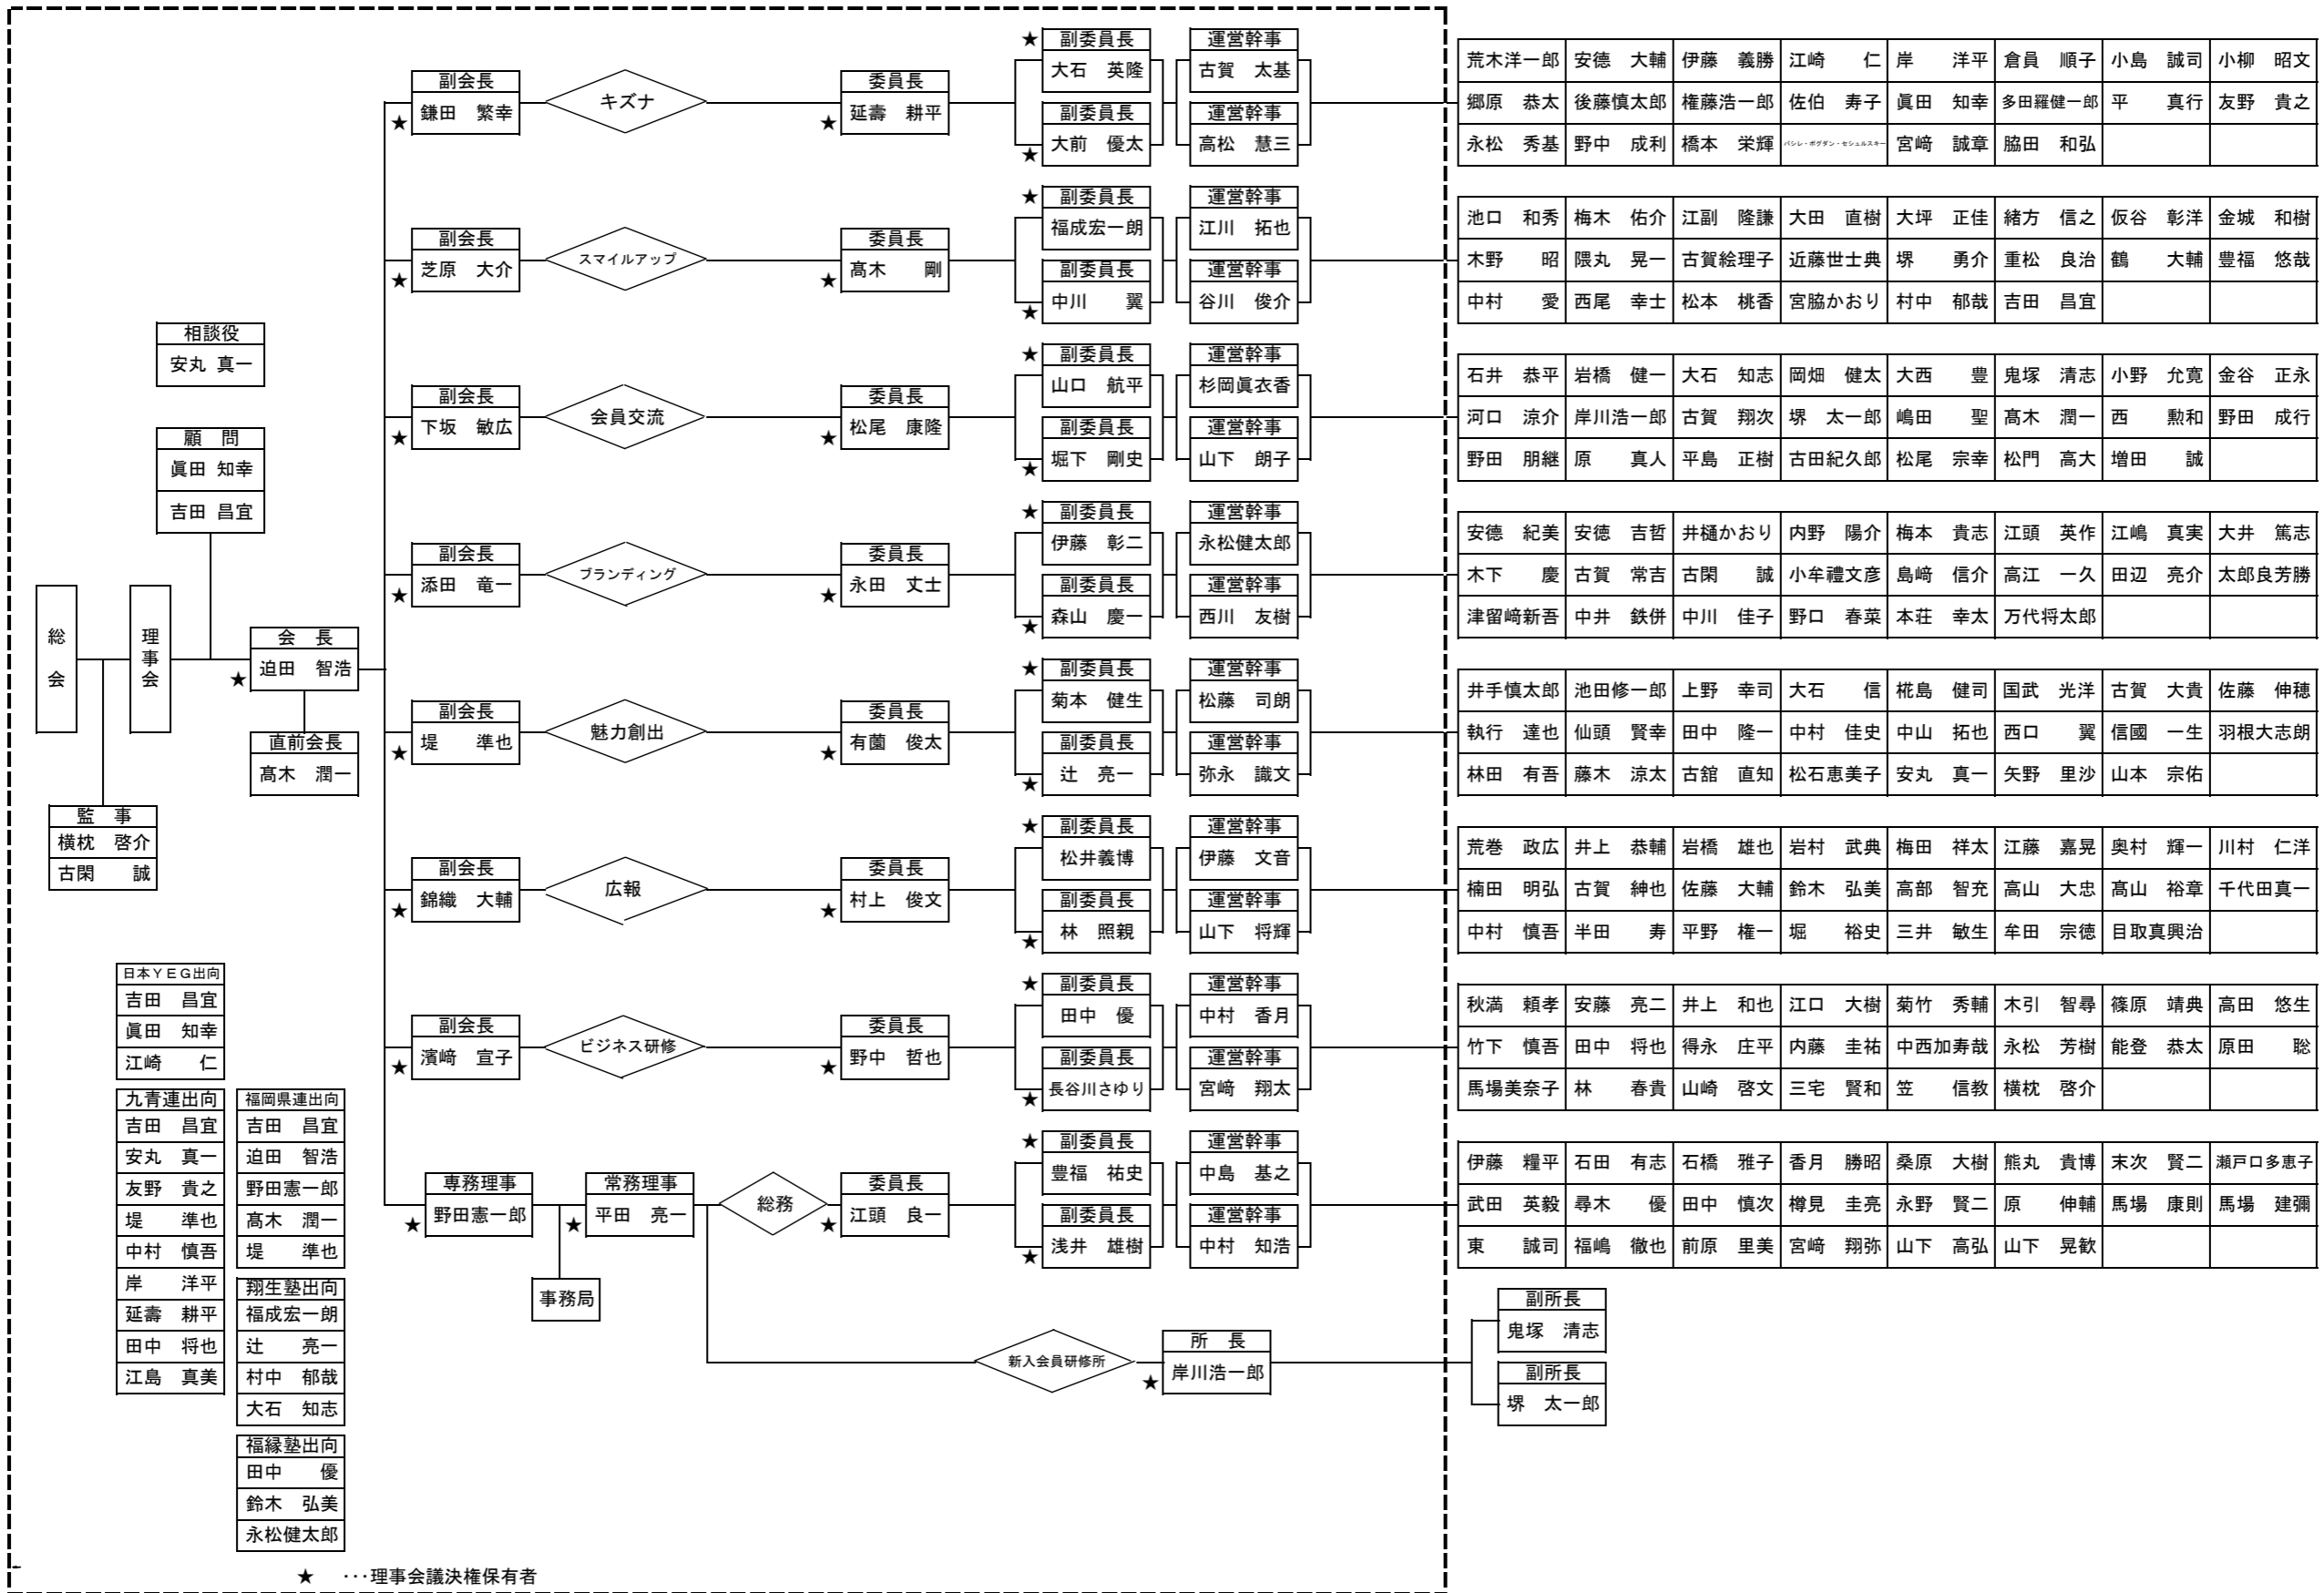 総会
理事会
相談役
安丸 真一
顧　問
眞田 知幸
吉田 昌宜
会　長
★ 迫田　智浩
直前会長
髙木　潤一
監　事
横枕　啓介
古閑　　誠
日本ＹＥＧ出向
吉田　昌宜
眞田　知幸
江崎　　仁
九青連出向
吉田　昌宜
安丸　真一
友野　貴之
堤　　準也
中村　慎吾
岸　　洋平
延壽　耕平
田中　将也
江島　真美
福岡県連出向
吉田　昌宜
迫田　智浩
野田憲一郎
髙木　潤一
堤　　準也
翔生塾出向
福成宏一朗
辻　　亮一
村中　郁哉
大石　知志
福縁塾出向
田中　　優
鈴木　弘美
永松健太郎
副会長
★ 鎌田　繁幸
キズナ
委員長
★ 延壽　耕平
★ 副委員長
大石　英隆
副委員長
★ 大前　優太
運営幹事
古賀　太基
運営幹事
高松　慧三
荒木洋一郎 安德　大輔 伊藤　義勝 江崎　　仁 岸　　洋平 倉員　順子 小島　誠司 小柳　昭文
郷原　恭太 後藤慎太郎 権藤浩一郎 佐伯　寿子 眞田　知幸 多田羅健一郎 平　　真行 友野　貴之
永松　秀基 野中　成利 橋本　栄輝 バシレ・ボグダン・セシュルスキー 宮﨑　誠章 脇田　和弘
副会長
★ 芝原　大介
スマイルアップ
委員長
★ 髙木　　剛
★ 副委員長
福成宏一朗
副委員長
★ 中川　　翼
運営幹事
江川　拓也
運営幹事
谷川　俊介
池口　和秀 梅木　佑介 江副　隆謙 大田　直樹 大坪　正佳 緒方　信之 仮谷　彰洋 金城　和樹
木野　　昭 隈丸　晃一 古賀絵理子 近藤世士典 堺　　勇介 重松　良治 鶴　　大輔 豊福　悠哉
中村　　愛 西尾　幸士 松本　桃香 宮脇かおり 村中　郁哉 吉田　昌宜
副会長
★ 下坂　敏広
会員交流
委員長
★ 松尾　康隆
★ 副委員長
山口　航平
副委員長
★ 堀下　剛史
運営幹事
杉岡眞衣香
運営幹事
山下　朗子
石井　恭平 岩橋　健一 大石　知志 岡畑　健太 大西　　豊 鬼塚　清志 小野　允寛 金谷　正永
河口　涼介 岸川浩一郎 古賀　翔次 堺　太一郎 嶋田　　聖 髙木　潤一 西　　勲和 野田　成行
野田　朋継 原　　真人 平島　正樹 古田紀久郎 松尾　宗幸 松門　高大 増田　　誠
副会長
★ 添田　竜一
ブランディング
委員長
★ 永田　丈士
★ 副委員長
伊藤　彰二
副委員長
★ 森山　慶一
運営幹事
永松健太郎
運営幹事
西川　友樹
安德　紀美 安德　吉哲 井樋かおり 内野　陽介 梅本　貴志 江頭　英作 江嶋　真実 大井　篤志
木下　　慶 古賀　常吉 古閑　　誠 小牟禮文彦 島﨑　信介 高江　一久 田辺　亮介 太郎良芳勝
津留﨑新吾 中井　鉄併 中川　佳子 野口　春菜 本荘　幸太 万代将太郎
副会長
★ 堤　　準也
魅力創出
委員長
★ 有薗　俊太
★ 副委員長
菊本　健生
副委員長
★ 辻　亮一
運営幹事
松藤　司朗
運営幹事
弥永　識文
井手慎太郎 池田修一郎 上野　幸司 大石　　信 椛島　健司 国武　光洋 古賀　大貴 佐藤　伸穂
執行　達也 仙頭　賢幸 田中　隆一 中村　佳史 中山　拓也 西口　　翼 信國　一生 羽根大志朗
林田　有吾 藤木　涼太 古舘　直知 松石恵美子 安丸　真一 矢野　里沙 山本　宗佑
副会長
★ 錦織　大輔
広報
委員長
★ 村上　俊文
★ 副委員長
松井義博
副委員長
★ 林　照親
運営幹事
伊藤　文音
運営幹事
山下　将輝
荒巻　政広 井上　恭輔 岩橋　雄也 岩村　武典 梅田　祥太 江藤　嘉晃 奥村　輝一 川村　仁洋
楠田　明弘 古賀　紳也 佐藤　大輔 鈴木　弘美 高部　智充 高山　大忠 髙山　裕章 千代田真一
中村　慎吾 半田　　寿 平野　権一 堀　　裕史 三井　敏生 牟田　宗徳 目取真興治
副会長
★ 濱﨑　宣子
ビジネス研修
委員長
★ 野中　哲也
★ 副委員長
田中　優
副委員長
★ 長谷川さゆり
運営幹事
中村　香月
運営幹事
宮﨑　翔太
秋満　頼孝 安藤　亮二 井上　和也 江口　大樹 菊竹　秀輔 木引　智尋 篠原　靖典 高田　悠生
竹下　慎吾 田中　将也 得永　庄平 内藤　圭祐 中西加寿哉 永松　芳樹 能登　恭太 原田　　聡
馬場美奈子 林　　春貴 山崎　啓文 三宅　賢和 笠　　信教 横枕　啓介
専務理事
★ 野田憲一郎
事務局
常務理事
★ 平田　亮一
総務
委員長
★ 江頭　良一
★ 副委員長
豊福　祐史
副委員長
★ 浅井　雄樹
運営幹事
中島　基之
運営幹事
中村　知浩
伊藤　糧平 石田　有志 石橋　雅子 香月　勝昭 桑原　大樹 熊丸　貴博 末次　賢二 瀬戸口多恵子
武田　英毅 尋木　　優 田中　慎次 樽見　圭亮 永野　賢二 原　　伸輔 馬場　康則 馬場　建彌
東　　誠司 福嶋　徹也 前原　里美 宮﨑　翔弥 山下　高弘 山下　晃歓
新入会員研修所
所　長
★ 岸川浩一郎
副所長
鬼塚　清志
副所長
堺　太一郎
★　･･･理事会議決権保有者